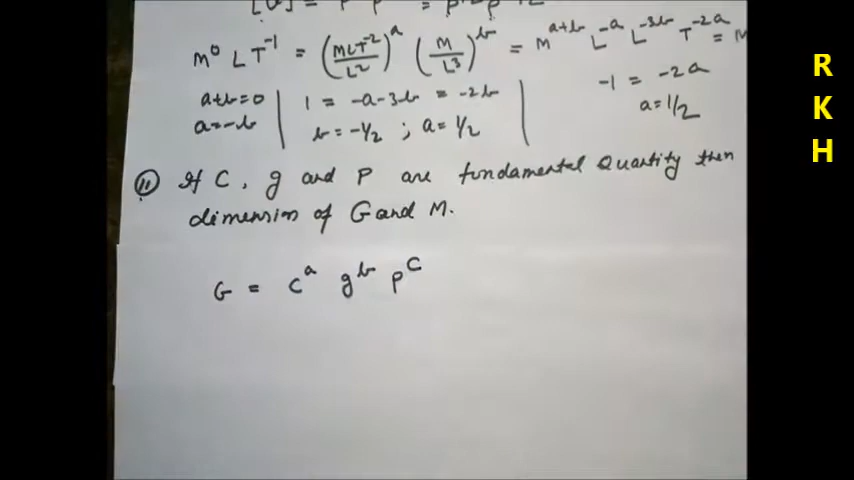 M⁰ L T⁻¹ = (MLT⁻²/L²)ᵃ (M/L³)ᵇ = Mᵃ⁺ᵇ L⁻ᵃ L⁻³ᵇ T⁻²ᵃ = M
a+b=0 | 1 = -a-3b = -2b | -1 = -2a
a=-b | b = -1/2 ; a = 1/2 | a = 1/2
(11) If C, g and P are fundamental Quantity then
dimension of G and M.
G = Cᵃ gᵇ Pᶜ
R
K
H